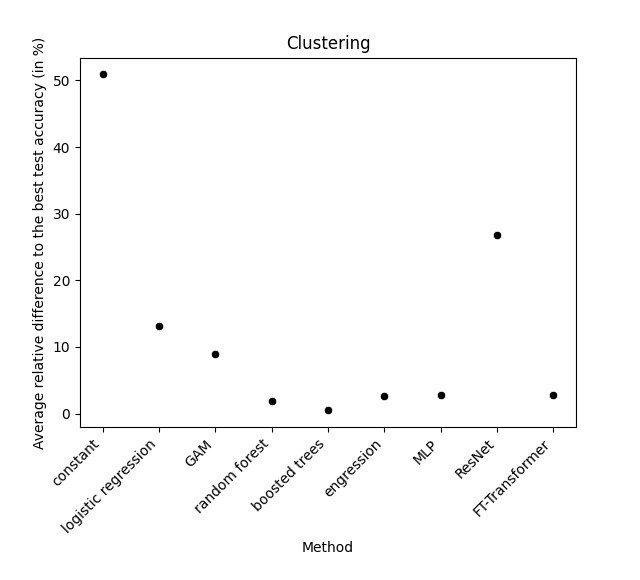 Clustering
Average relative difference to the best test accuracy (in %)
50
40
30
20
10
0
constant
logistic regression
GAM
random forest
boosted trees
engression
MLP
ResNet
FT-Transformer
Method